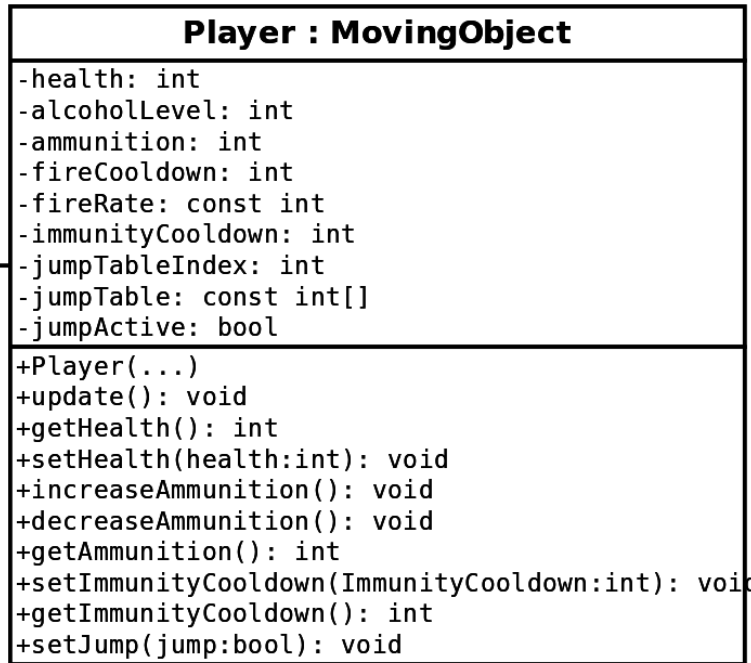 Player : MovingObject
-health: int
-alcoholLevel: int
-ammunition: int
-fireCooldown: int
-fireRate: const int
-immunityCooldown: int
-jumpTableIndex: int
-jumpTable: const int[]
-jumpActive: bool
+Player(...)
+update(): void
+getHealth(): int
+setHealth(health:int): void
+increaseAmmunition(): void
+decreaseAmmunition(): void
+getAmmunition(): int
+setImmunityCooldown(ImmunityCooldown:int): void
+getImmunityCooldown(): int
+setJump(jump:bool): void